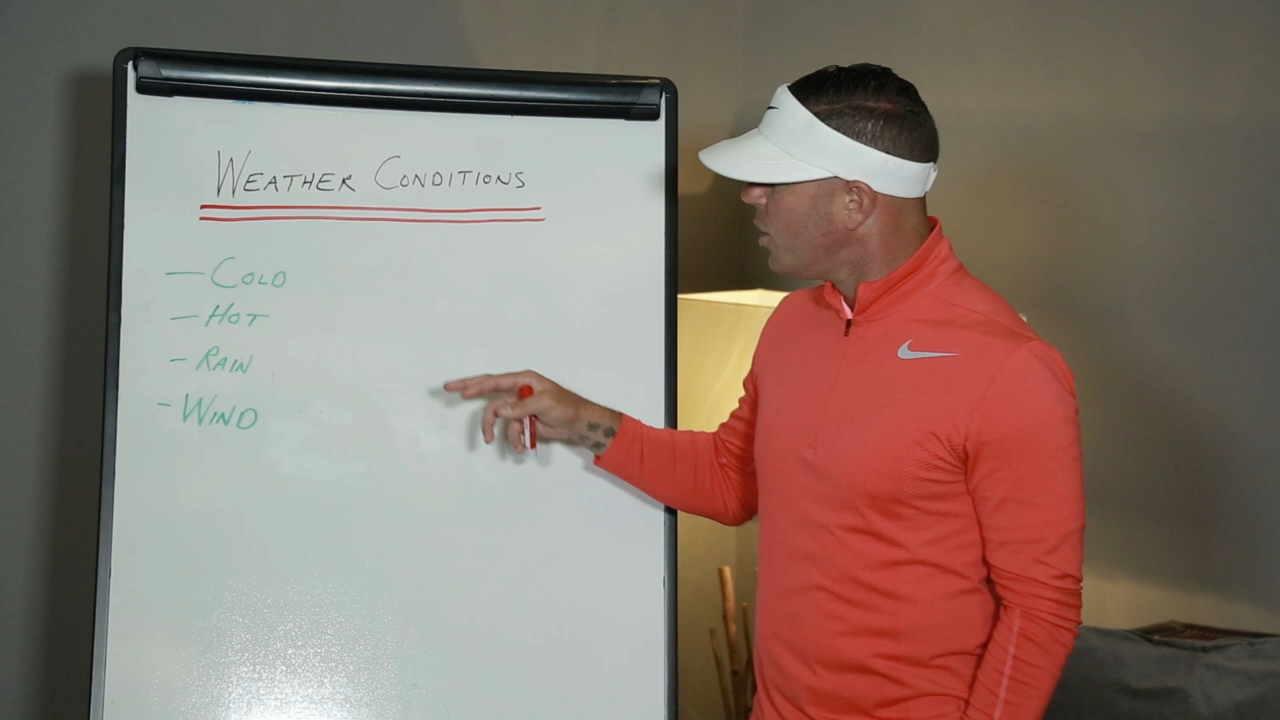 WEATHER CONDITIONS
— COLD
— HOT
- RAIN
- WIND